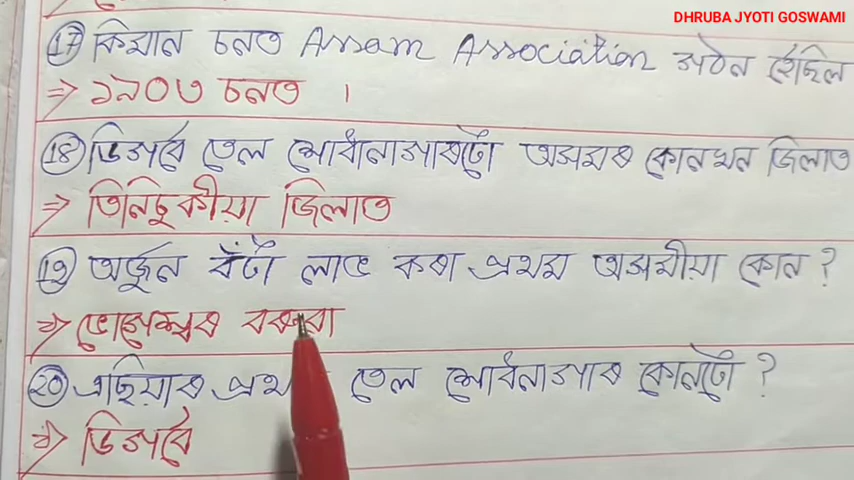 DHRUBA JYOTI GOSWAMI
17 কিমান চনত Assam Association গঠন হৈছিল
⇒ ১৯০৩ চনত ।
18 ডিগবৈ তেল শোধানাগাৰটো অসমৰ কোনখন জিলাত
⇒ তিনিচুকীয়া জিলাত
19 অৰ্জুন বঁটা লাভ কৰা প্ৰথম অসমীয়া কোন ?
⇒ ভোগেশ্বৰ বৰুৱা
20 এছিয়াৰ প্ৰথম তেল শোধনাগাৰ কোনটো ?
⇒ ডিগবৈ